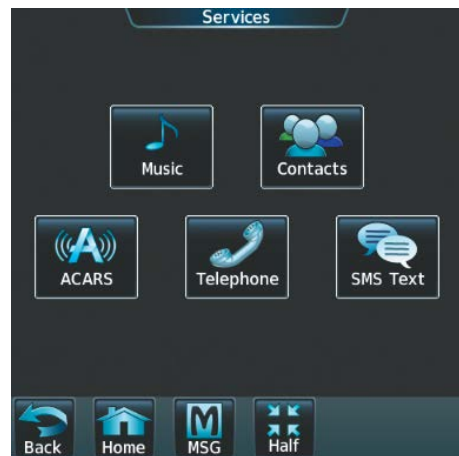 Services
Music Contacts
A
ACARS Telephone SMS Text
M
Back Home MSG Half